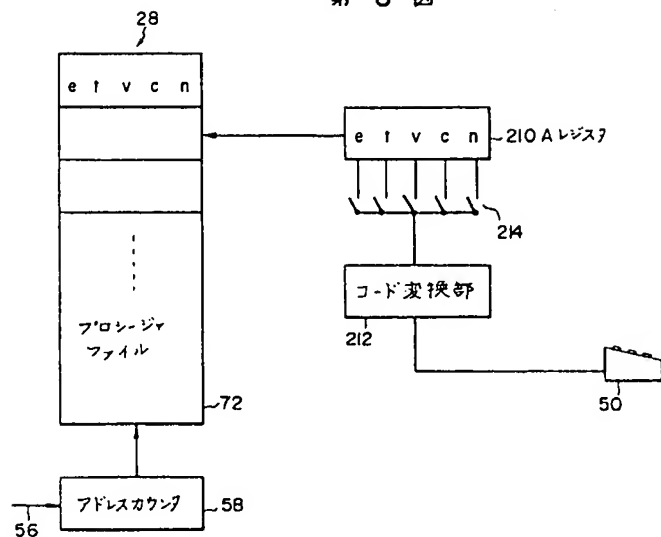 28
e t v c n
e t v c n
210 Aレジスタ
214
コード変換部
212
プロシージャ
ファイル
50
72
アドレスカウンタ
58
56